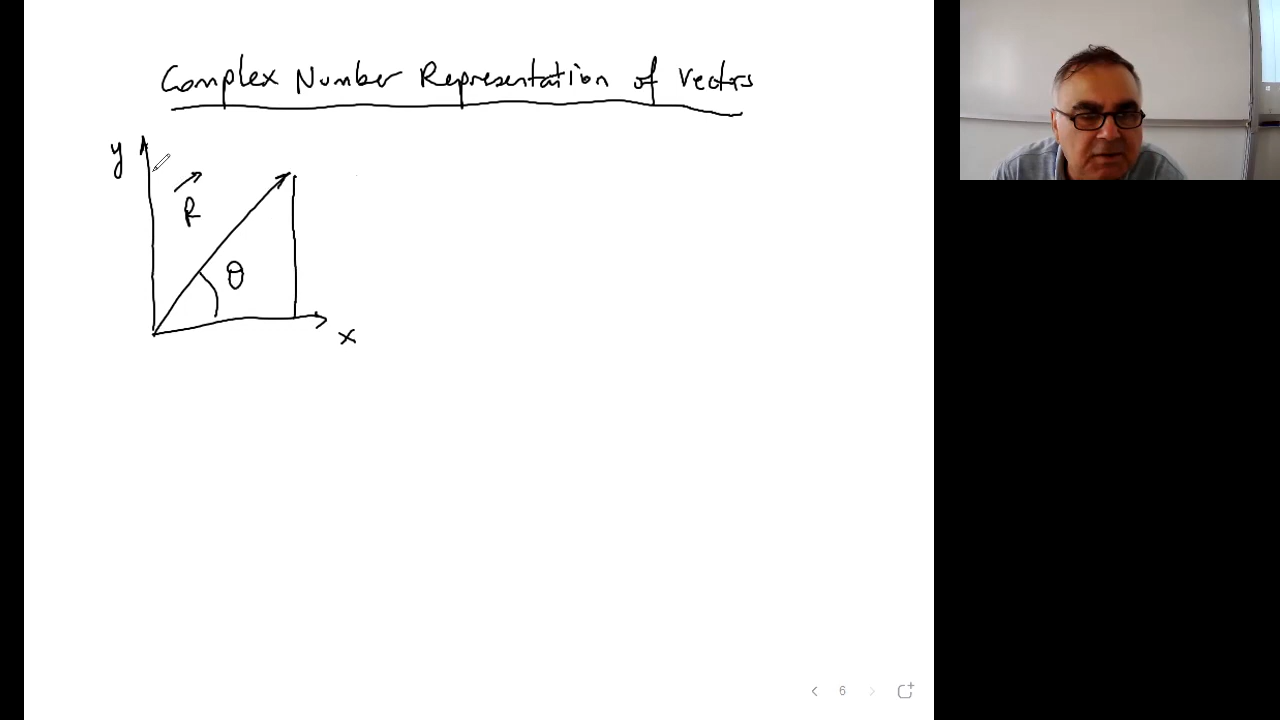 Complex Number Representation of Vectors
y
R
θ
x
6